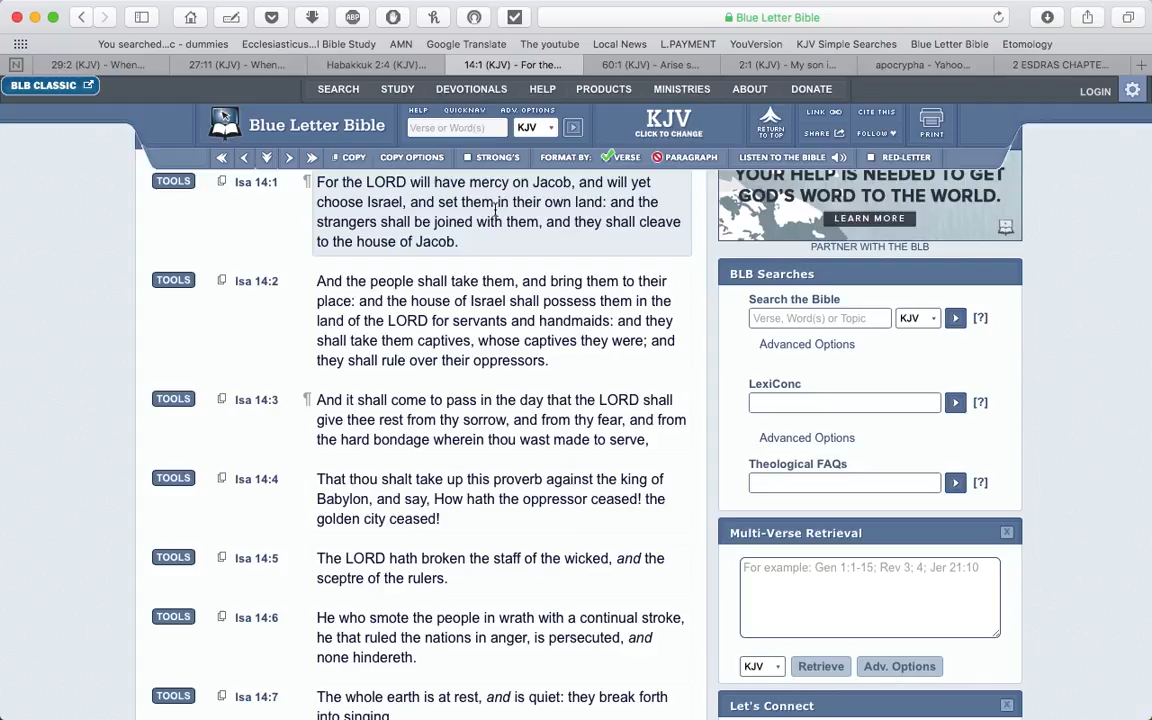 Blue Letter Bible
You searched...c - dummies Ecclesiasticus...l Bible Study AMN Google Translate The youtube Local News L.PAYMENT YouVersion KJV Simple Searches Blue Letter Bible Etomology
29:2 (KJV) - When... 27:11 (KJV) - When... Habakkuk 2:4 (KJV)... 14:1 (KJV) - For the... 60:1 (KJV) - Arise s... 2:1 (KJV) - My son i... apocrypha - Yahoo... 2 ESDRAS CHAPTE...
BLB CLASSIC
SEARCH STUDY DEVOTIONALS HELP PRODUCTS MINISTRIES ABOUT DONATE LOGIN
HELP QUICKNAV ADV. OPTIONS
Blue Letter Bible
Verse or Word(s) KJV
KJV
CLICK TO CHANGE
RETURN TO TOP
LINK CITE THIS
SHARE FOLLOW
PRINT
COPY COPY OPTIONS STRONG'S FORMAT BY: VERSE PARAGRAPH LISTEN TO THE BIBLE RED-LETTER
TOOLS Isa 14:1 ¶ For the LORD will have mercy on Jacob, and will yet
choose Israel, and set them in their own land: and the
strangers shall be joined with them, and they shall cleave
to the house of Jacob.
TOOLS Isa 14:2 And the people shall take them, and bring them to their
place: and the house of Israel shall possess them in the
land of the LORD for servants and handmaids: and they
shall take them captives, whose captives they were; and
they shall rule over their oppressors.
TOOLS Isa 14:3 ¶ And it shall come to pass in the day that the LORD shall
give thee rest from thy sorrow, and from thy fear, and from
the hard bondage wherein thou wast made to serve,
TOOLS Isa 14:4 That thou shalt take up this proverb against the king of
Babylon, and say, How hath the oppressor ceased! the
golden city ceased!
TOOLS Isa 14:5 The LORD hath broken the staff of the wicked, and the
sceptre of the rulers.
TOOLS Isa 14:6 He who smote the people in wrath with a continual stroke,
he that ruled the nations in anger, is persecuted, and
none hindereth.
TOOLS Isa 14:7 The whole earth is at rest, and is quiet: they break forth
into singing.
YOUR HELP IS NEEDED TO GET
GOD'S WORD TO THE WORLD.
LEARN MORE
PARTNER WITH THE BLB
BLB Searches
Search the Bible
Verse, Word(s) or Topic KJV [?]
Advanced Options
LexiConc
[?]
Advanced Options
Theological FAQs
[?]
Multi-Verse Retrieval
For example: Gen 1:1-15; Rev 3; 4; Jer 21:10
KJV Retrieve Adv. Options
Let's Connect